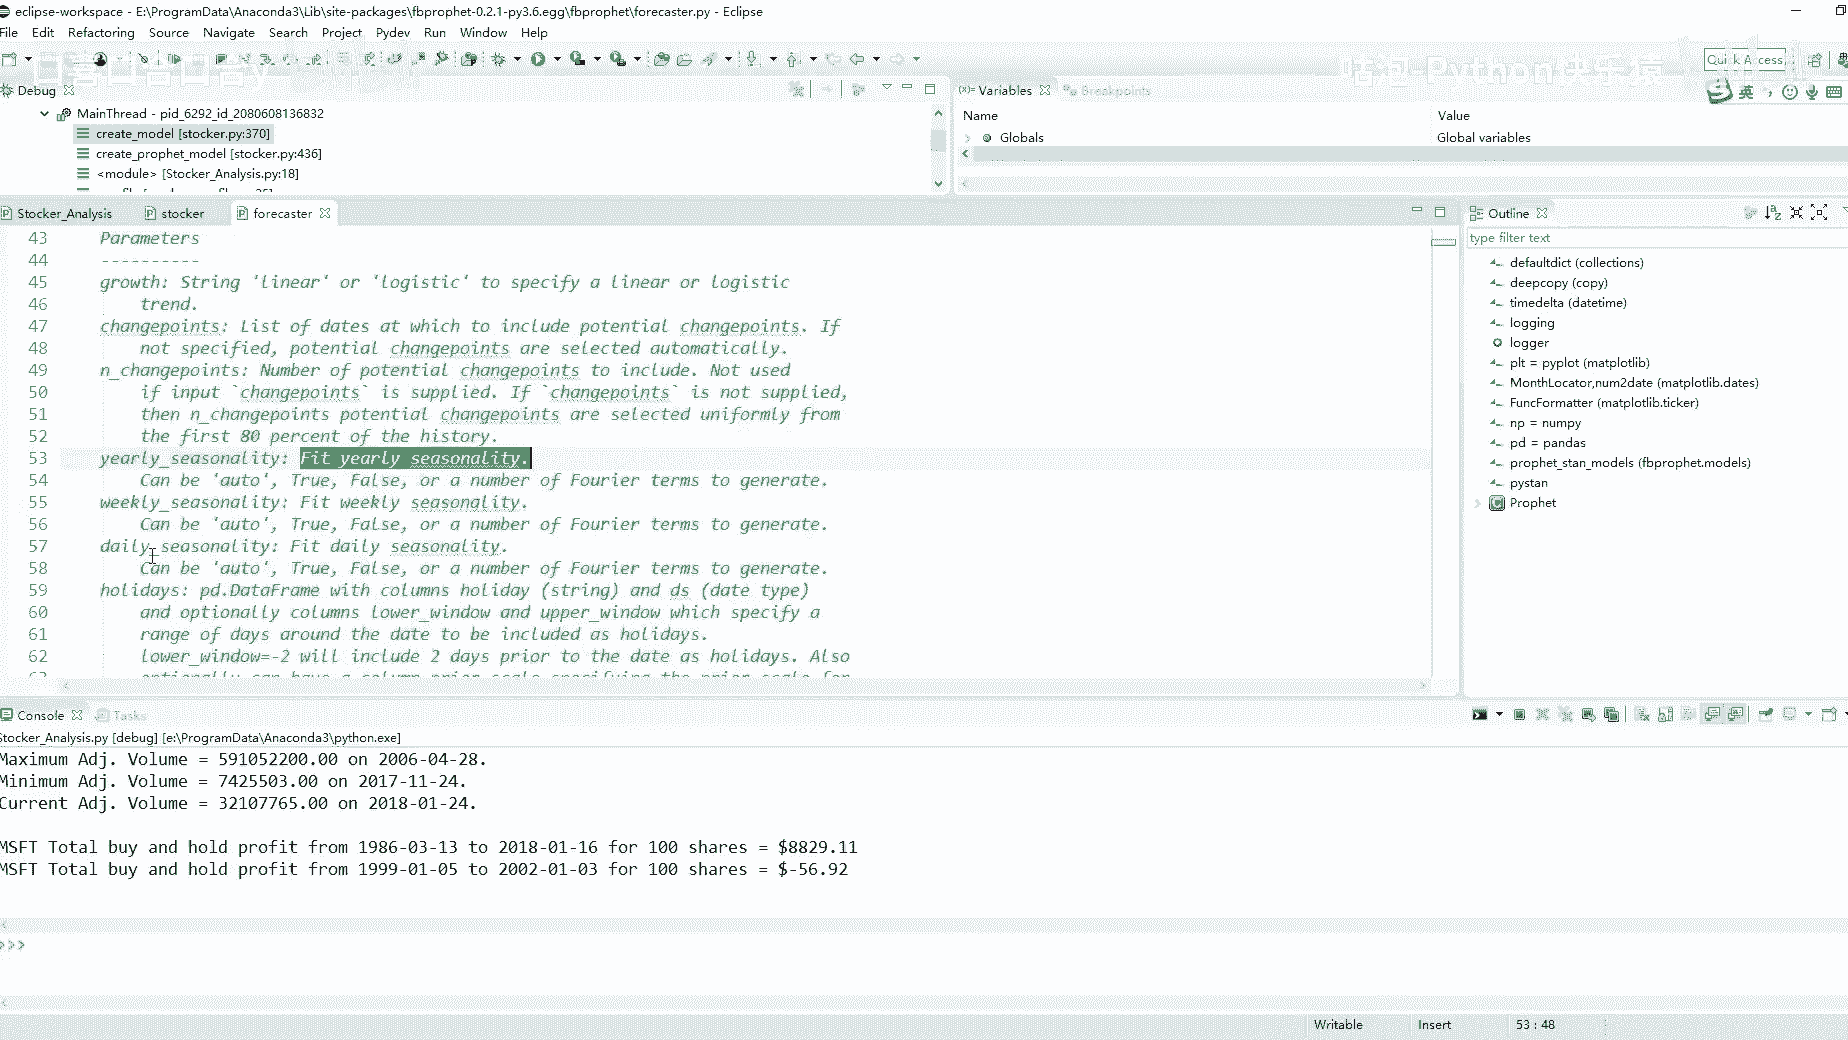 eclipse-workspace - E:\ProgramData\Anaconda3\Lib\site-packages\fbprophet-0.2.1-py3.6.egg\fbprophet\forecaster.py - Eclipse
File Edit Refactoring Source Navigate Search Project Pydev Run Window Help
Quick Access
Debug
英
MainThread - pid_6292_id_2080608136832
create_model [stocker.py:370]
create_prophet_model [stocker.py:436]
<module> [Stocker_Analysis.py:18]
(x)= Variables Breakpoints
Name Value
Globals Global variables
Stocker_Analysis stocker forecaster
43 Parameters
44 ----------
45 growth: String 'linear' or 'logistic' to specify a linear or logistic
46 trend.
47 changepoints: List of dates at which to include potential changepoints. If
48 not specified, potential changepoints are selected automatically.
49 n_changepoints: Number of potential changepoints to include. Not used
50 if input `changepoints` is supplied. If `changepoints` is not supplied,
51 then n_changepoints potential changepoints are selected uniformly from
52 the first 80 percent of the history.
53 yearly_seasonality: Fit yearly seasonality.
54 Can be 'auto', True, False, or a number of Fourier terms to generate.
55 weekly_seasonality: Fit weekly seasonality.
56 Can be 'auto', True, False, or a number of Fourier terms to generate.
57 daily_seasonality: Fit daily seasonality.
58 Can be 'auto', True, False, or a number of Fourier terms to generate.
59 holidays: pd.DataFrame with columns holiday (string) and ds (date type)
60 and optionally columns lower_window and upper_window which specify a
61 range of days around the date to be included as holidays.
62 lower_window=-2 will include 2 days prior to the date as holidays. Also
Outline
type filter text
defaultdict (collections)
deepcopy (copy)
timedelta (datetime)
logging
logger
plt = pyplot (matplotlib)
MonthLocator,num2date (matplotlib.dates)
FuncFormatter (matplotlib.ticker)
np = numpy
pd = pandas
prophet_stan_models (fbprophet.models)
pystan
Prophet
Console Tasks
Stocker_Analysis.py [debug] [e:\ProgramData\Anaconda3\python.exe]
Maximum Adj. Volume = 591052200.00 on 2006-04-28.
Minimum Adj. Volume = 7425503.00 on 2017-11-24.
Current Adj. Volume = 32107765.00 on 2018-01-24.
MSFT Total buy and hold profit from 1986-03-13 to 2018-01-16 for 100 shares = $8829.11
MSFT Total buy and hold profit from 1999-01-05 to 2002-01-03 for 100 shares = $-56.92
>>>
Writable Insert 53 : 48